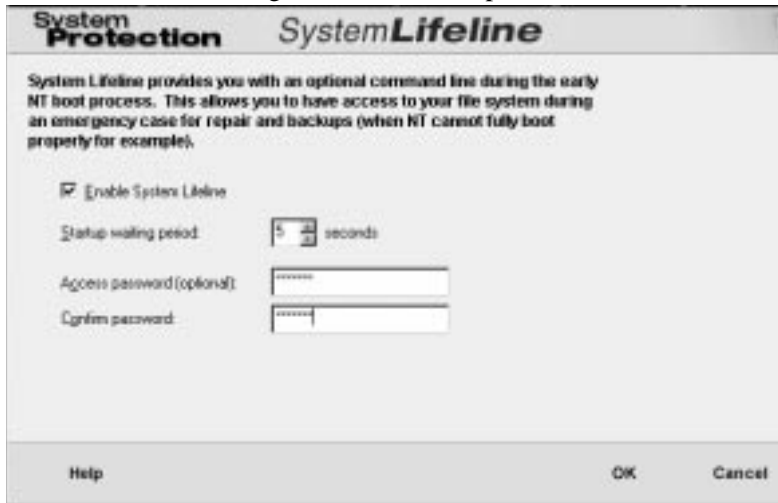 System
Protection
SystemLifeline
System Lifeline provides you with an optional command line during the early
NT boot process. This allows you to have access to your file system during
an emergency case for repair and backups (when NT cannot fully boot
properly for example).
Enable System Lifeline
Startup waiting period:
5 seconds
Access password (optional):
*******
Confirm password:
*******
Help
OK
Cancel